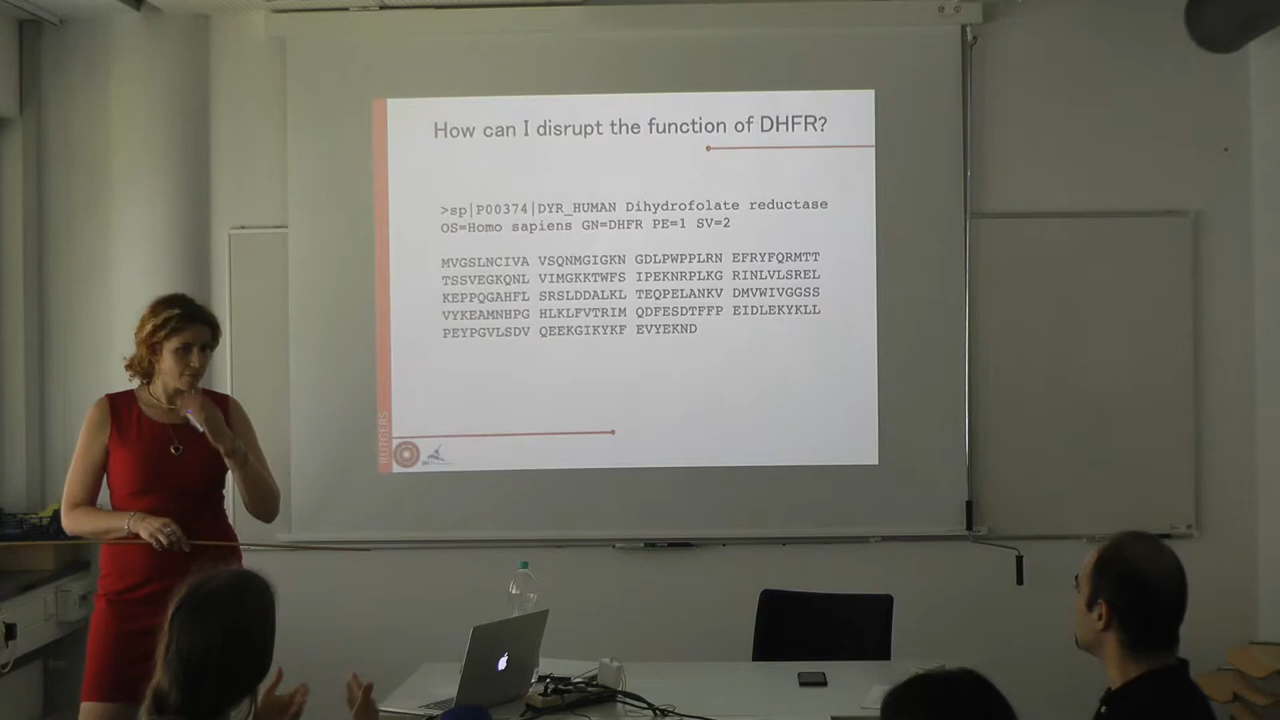 How can I disrupt the function of DHFR?
>sp|P00374|DYR_HUMAN Dihydrofolate reductase
OS=Homo sapiens GN=DHFR PE=1 SV=2
MVGSLNCIVA VSQNMGIGKN GDLPWPPLRN EFRYFQRMTT
TSSVEGKQNL VIMGKKTWFS IPEKNRPLKG RINLVLSREL
KEPPQGAHFL SRSLDDALKL TEQPELANKV DMVWIVGGSS
VYKEAMNHPG HLKLFVTRIM QDFESDTFFP EIDLEKYKLL
PEYPGVLSDV QEEKGIKYKF EVYEKND
RUTGERS